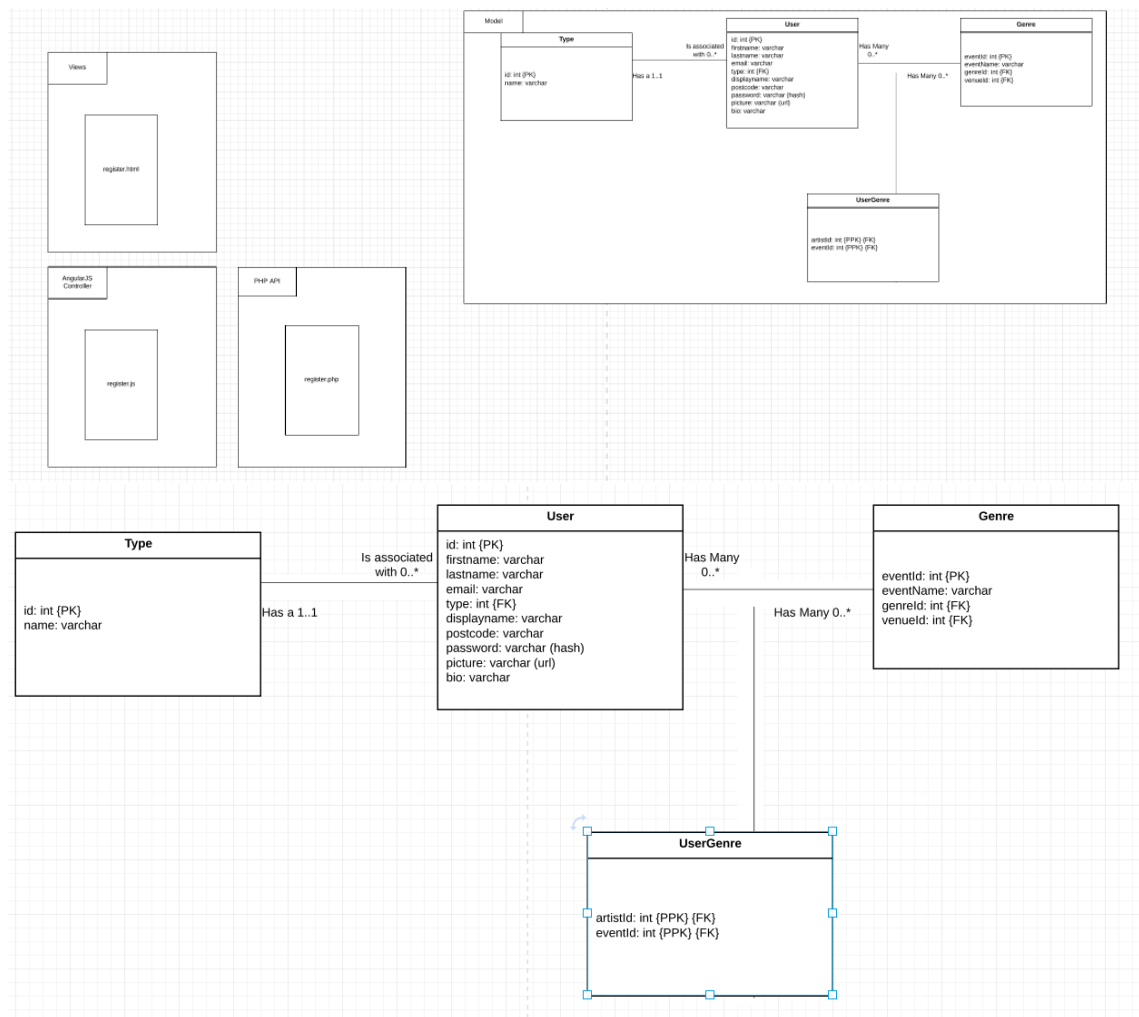 Views
register.html
AngularJS
Controller
register.js
PHP API
register.php
Model
Type
id: int {PK}
name: varchar
Has a 1..1
Is associated
with 0..*
User
id: int {PK}
firstname: varchar
lastname: varchar
email: varchar
type: int {FK}
displayname: varchar
postcode: varchar
password: varchar (hash)
picture: varchar (url)
bio: varchar
Has Many
0..*
Has Many 0..*
Genre
eventId: int {PK}
eventName: varchar
genreId: int {FK}
venueId: int {FK}
UserGenre
artistId: int {PPK} {FK}
eventId: int {PPK} {FK}
Type
id: int {PK}
name: varchar
Is associated
with 0..*
Has a 1..1
User
id: int {PK}
firstname: varchar
lastname: varchar
email: varchar
type: int {FK}
displayname: varchar
postcode: varchar
password: varchar (hash)
picture: varchar (url)
bio: varchar
Has Many
0..*
Has Many 0..*
Genre
eventId: int {PK}
eventName: varchar
genreId: int {FK}
venueId: int {FK}
UserGenre
artistId: int {PPK} {FK}
eventId: int {PPK} {FK}